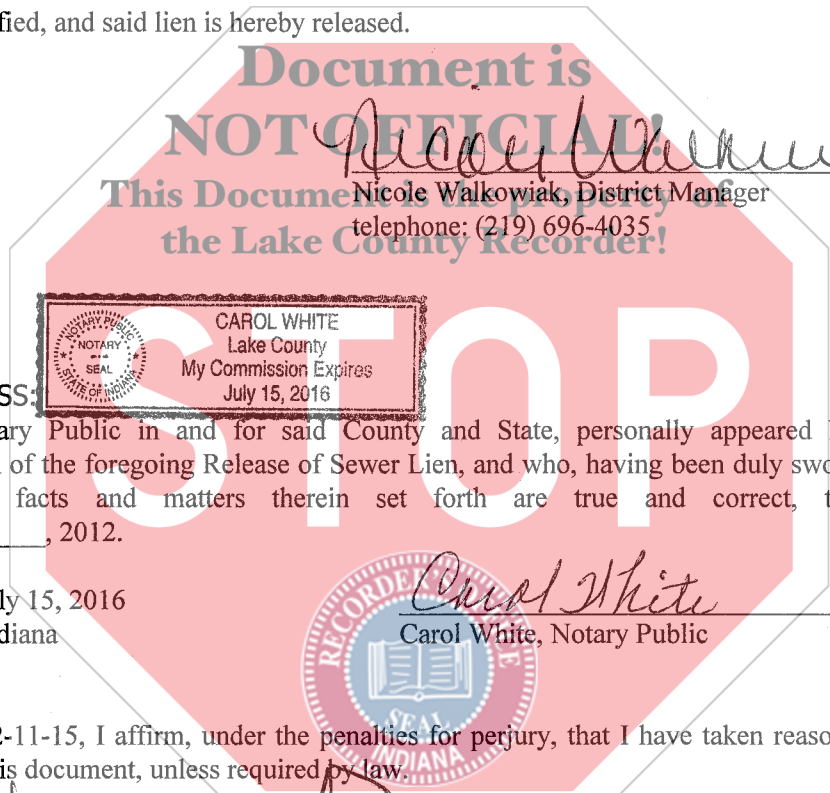 fied, and said lien is hereby released.
Document is
NOT OFFICIAL!
Nicole Walkowiak
This Document is the property of
Nicole Walkowiak, District Manager
telephone: (219) 696-4035
the Lake County Recorder!
STOP
NOTARY PUBLIC
NOTARY
SEAL
STATE OF INDIANA
CAROL WHITE
Lake County
My Commission Expires
July 15, 2016
SS:
ary Public in and for said County and State, personally appeared
of the foregoing Release of Sewer Lien, and who, having been duly swo
facts and matters therein set forth are true and correct, t
, 2012.
Carol White
ly 15, 2016
diana
Carol White, Notary Public
RECORDER'S OFFICE
SEAL
INDIANA
2-11-15, I affirm, under the penalties for perjury, that I have taken reaso
is document, unless required by law.